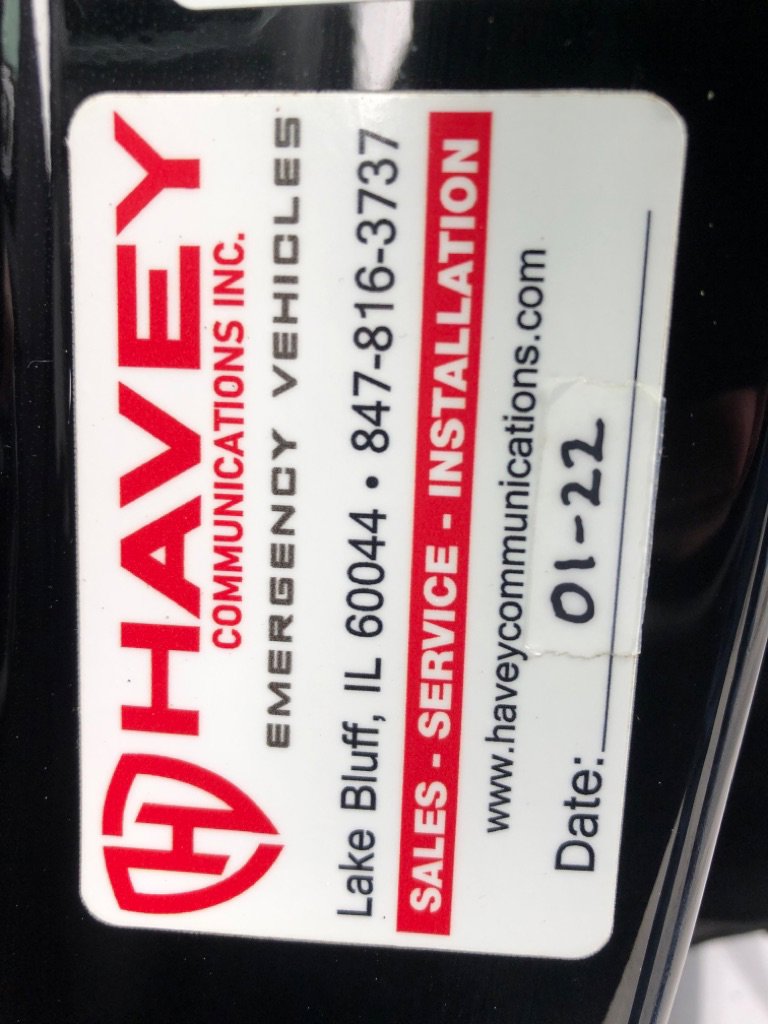 HAVEY
COMMUNICATIONS INC.
EMERGENCY VEHICLES
Lake Bluff, IL 60044 • 847-816-3737
SALES - SERVICE - INSTALLATION
www.haveycommunications.com
Date: 01-22